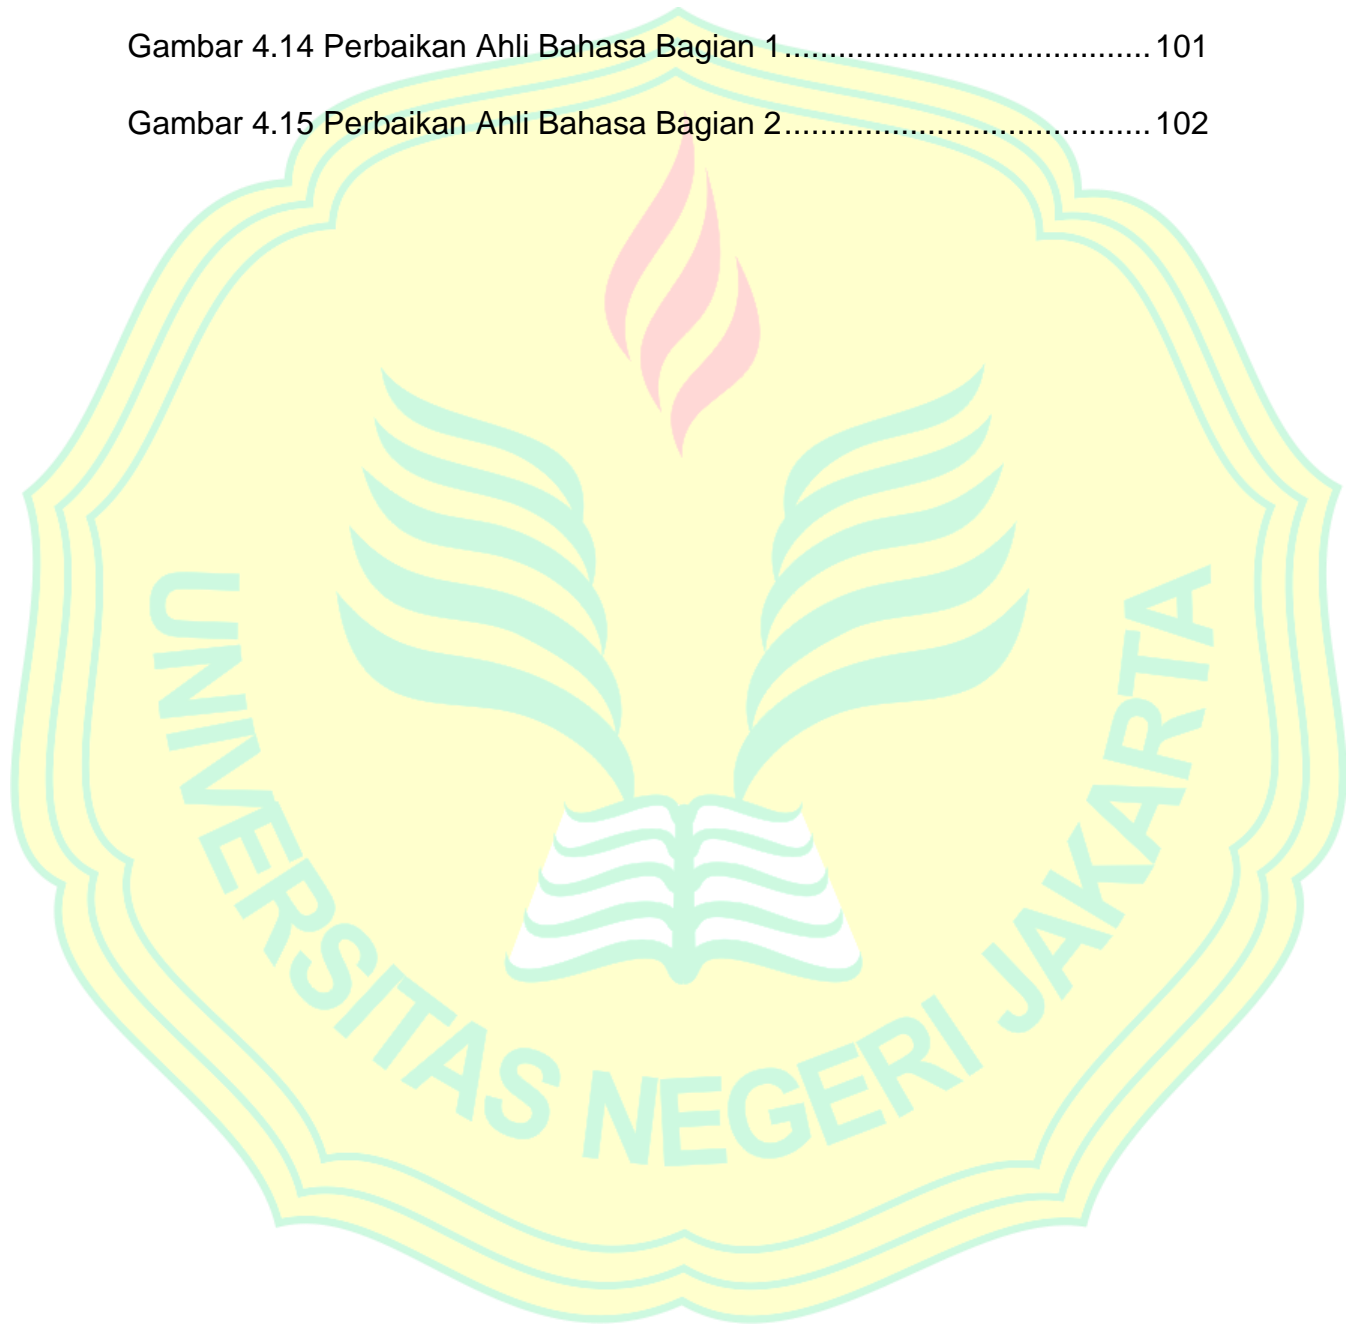 Gambar 4.14 Perbaikan Ahli Bahasa Bagian 1......................................... 101
Gambar 4.15 Perbaikan Ahli Bahasa Bagian 2......................................... 102
UNIVERSITAS NEGERI JAKARTA